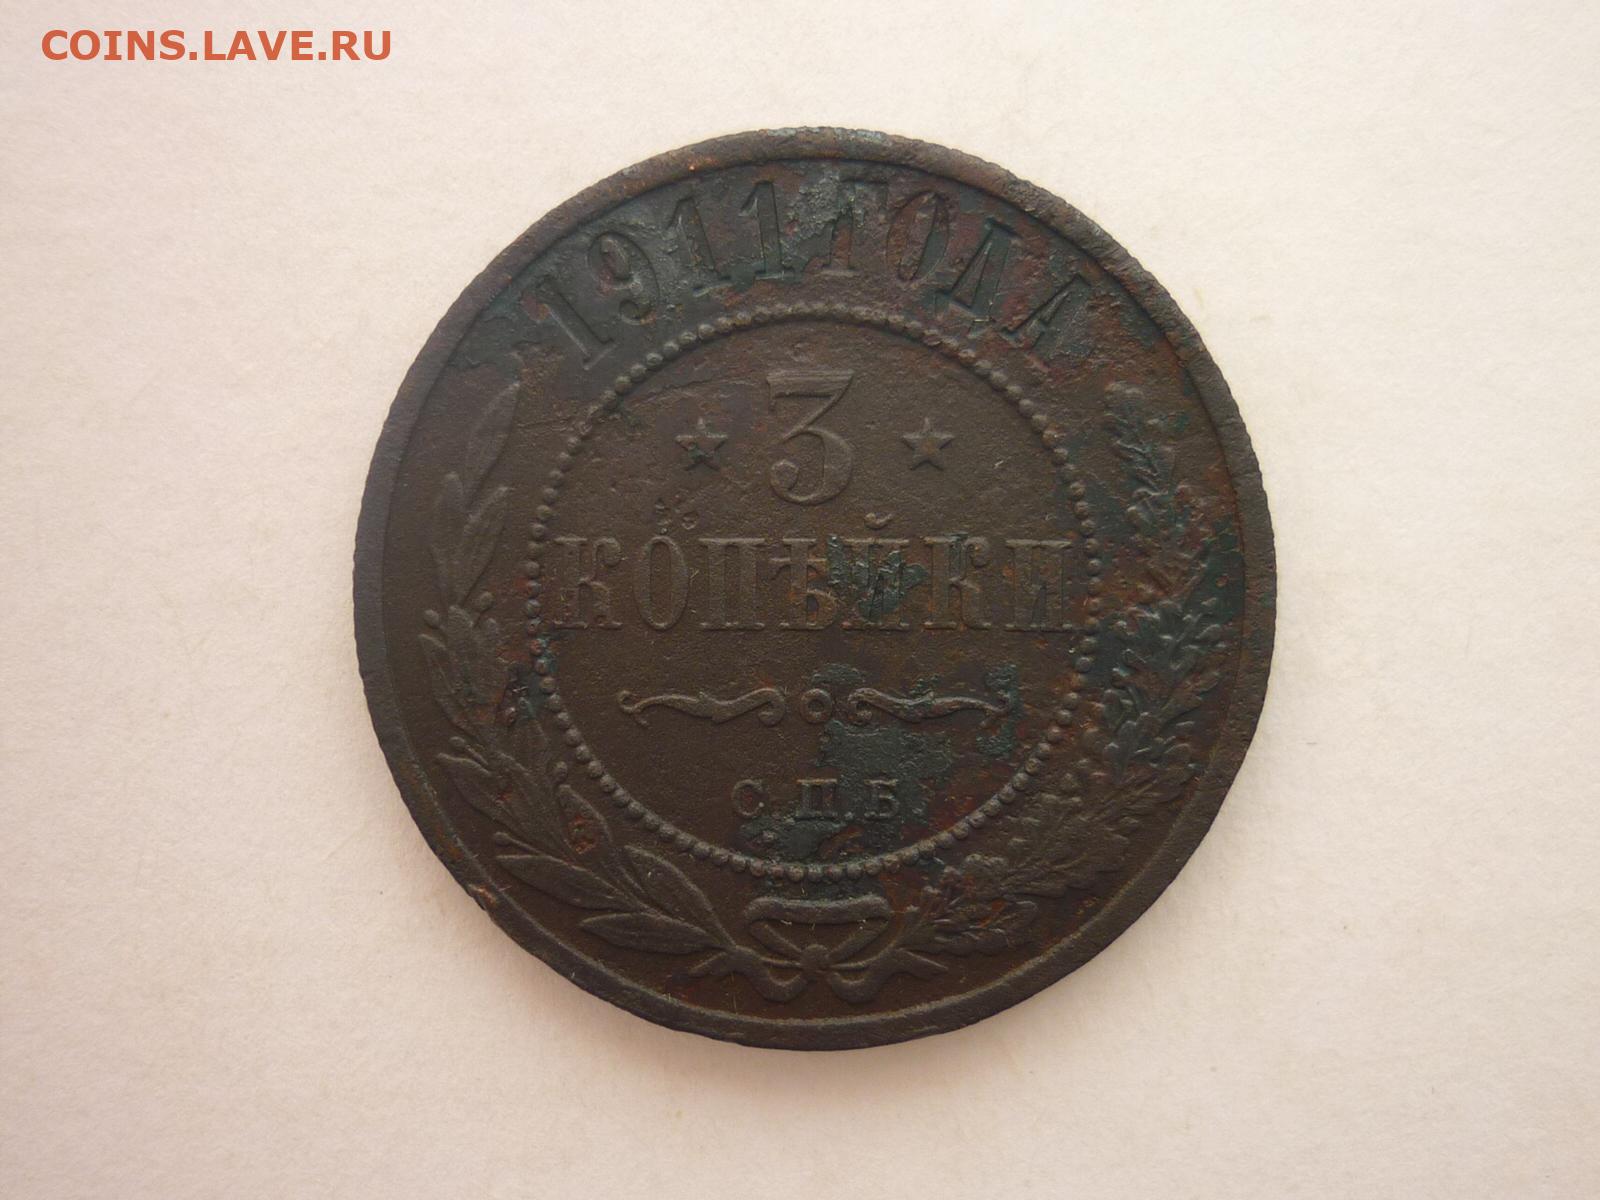 COINS.LAVE.RU
1911 ГОДА
3
КОПѢЙКИ
С.П.Б.